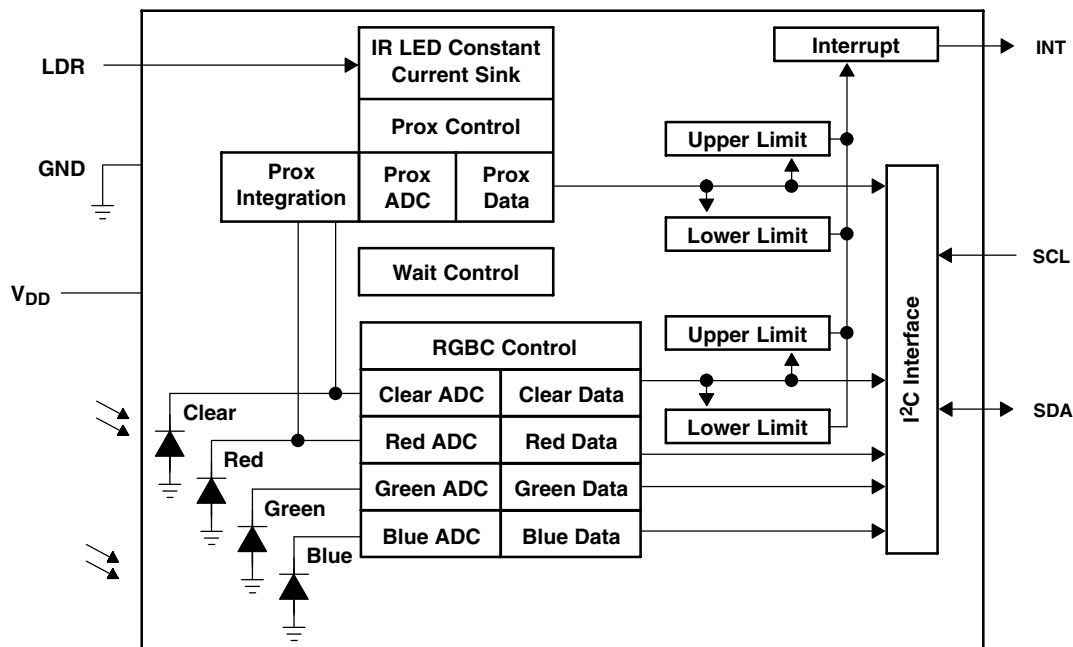 LDR
GND
VDD
IR LED Constant
Current Sink
Prox Control
Prox
Integration
Prox
ADC
Prox
Data
Wait Control
RGBC Control
Clear ADC
Clear Data
Red ADC
Red Data
Green ADC
Green Data
Blue ADC
Blue Data
Clear
Red
Green
Blue
Interrupt
Upper Limit
Lower Limit
Upper Limit
Lower Limit
I2C Interface
INT
SCL
SDA